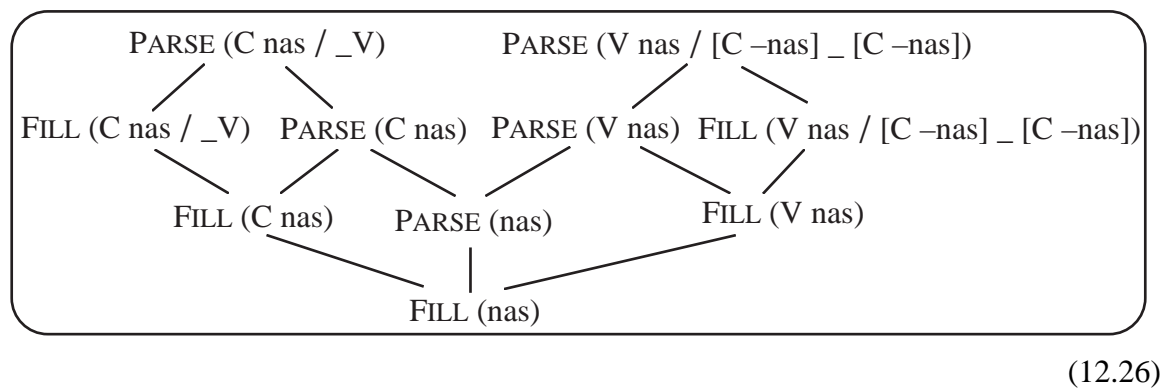 PARSE (C nas / _V) PARSE (V nas / [C –nas] _ [C –nas])
FILL (C nas / _V) PARSE (C nas) PARSE (V nas) FILL (V nas / [C –nas] _ [C –nas])
FILL (C nas) PARSE (nas) FILL (V nas)
FILL (nas)
(12.26)